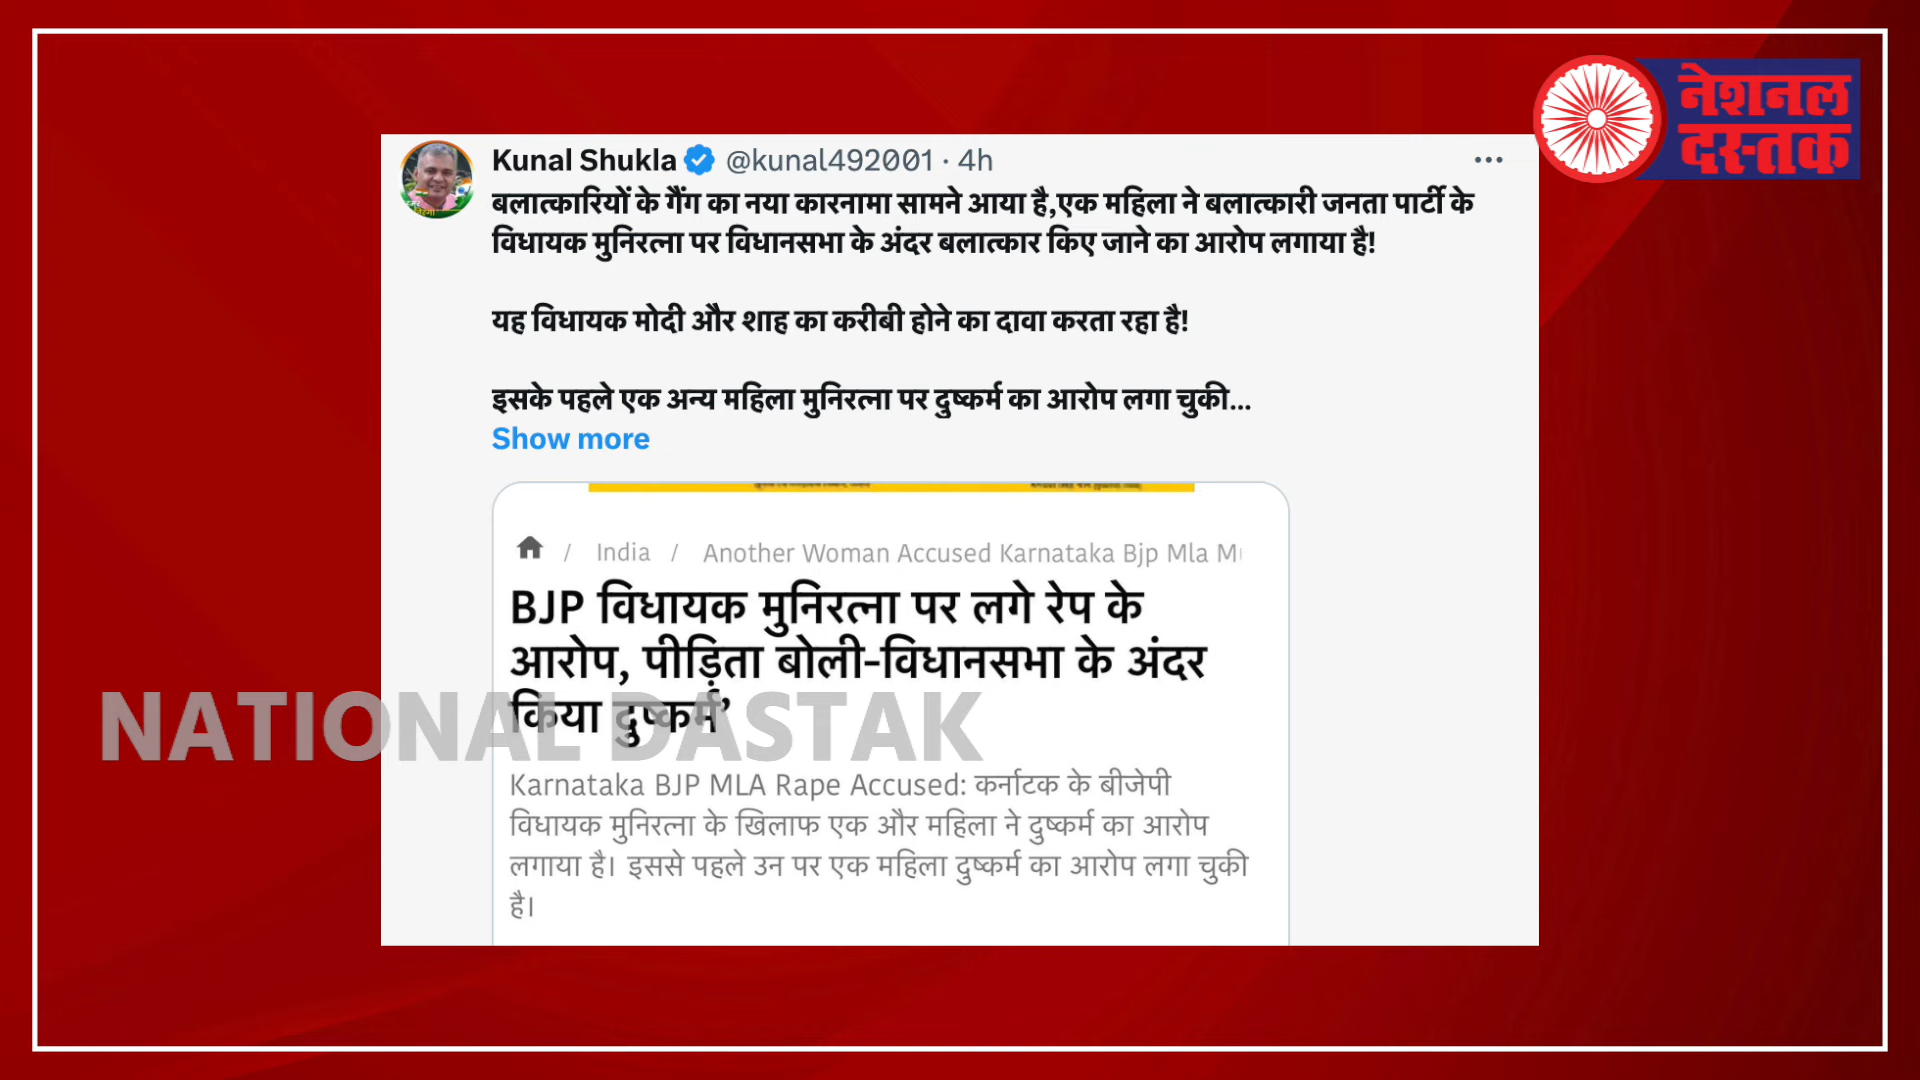 नेशनल
दस्तक
Kunal Shukla @kunal492001 · 4h
बलात्कारियों के गैंग का नया कारनामा सामने आया है,एक महिला ने बलात्कारी जनता पार्टी के
विधायक मुनिरत्ना पर विधानसभा के अंदर बलात्कार किए जाने का आरोप लगाया है!
यह विधायक मोदी और शाह का करीबी होने का दावा करता रहा है!
इसके पहले एक अन्य महिला मुनिरत्ना पर दुष्कर्म का आरोप लगा चुकी...
Show more
/ India / Another Woman Accused Karnataka Bjp Mla
BJP विधायक मुनिरत्ना पर लगे रेप के
आरोप, पीड़िता बोली-विधानसभा के अंदर
किया दुष्कर्म'
NATIONAL DASTAK
Karnataka BJP MLA Rape Accused: कर्नाटक के बीजेपी
विधायक मुनिरत्ना के खिलाफ एक और महिला ने दुष्कर्म का आरोप
लगाया है। इससे पहले उन पर एक महिला दुष्कर्म का आरोप लगा चुकी
है।